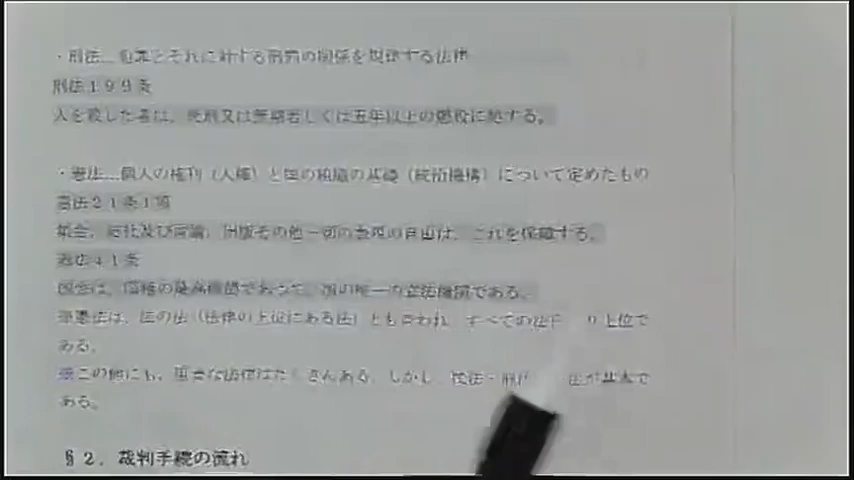 ・刑法…犯罪とそれに対する刑罰の関係を規律する法律
刑法199条
人を殺した者は、死刑又は無期若しくは五年以上の懲役に処する。
・憲法…個人の権利（人権）と国の組織の基礎（統治機構）について定めたもの
憲法21条1項
集会、結社及び言論、出版その他一切の表現の自由は、これを保障する。
憲法41条
国会は、国権の最高機関であつて、国の唯一の立法機関である。
※憲法は、法の法（法律の上位にある法）とも言われ、すべての法 り上位で
ある。
※この他にも、重要な法律はたくさんある。しかし、民法・刑 法が基本で
ある。
§2．裁判手続の流れ